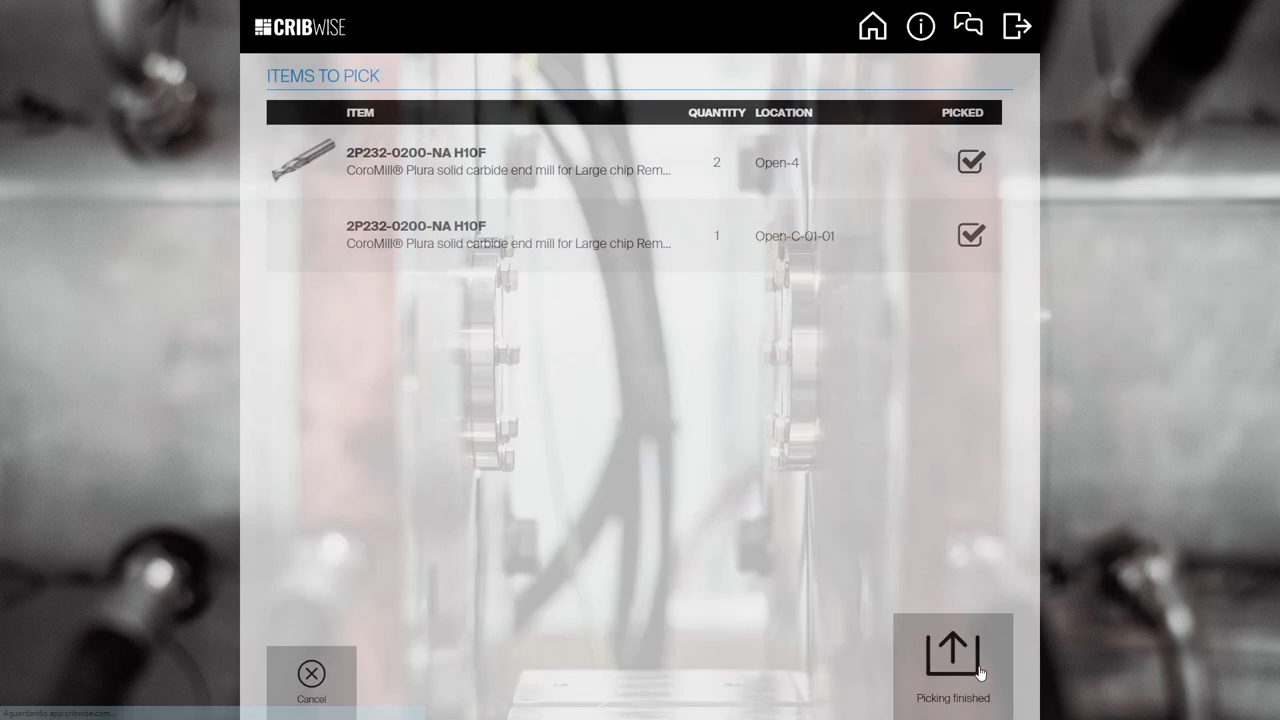 CRIBWISE
ITEMS TO PICK
ITEM QUANTITY LOCATION PICKED
2P232-0200-NA H10F
CoroMill® Plura solid carbide end mill for Large chip Rem... 2 Open-4
2P232-0200-NA H10F
CoroMill® Plura solid carbide end mill for Large chip Rem... 1 Open-C-01-01
Cancel
Picking finished
Aguardando app.cribwise.com...